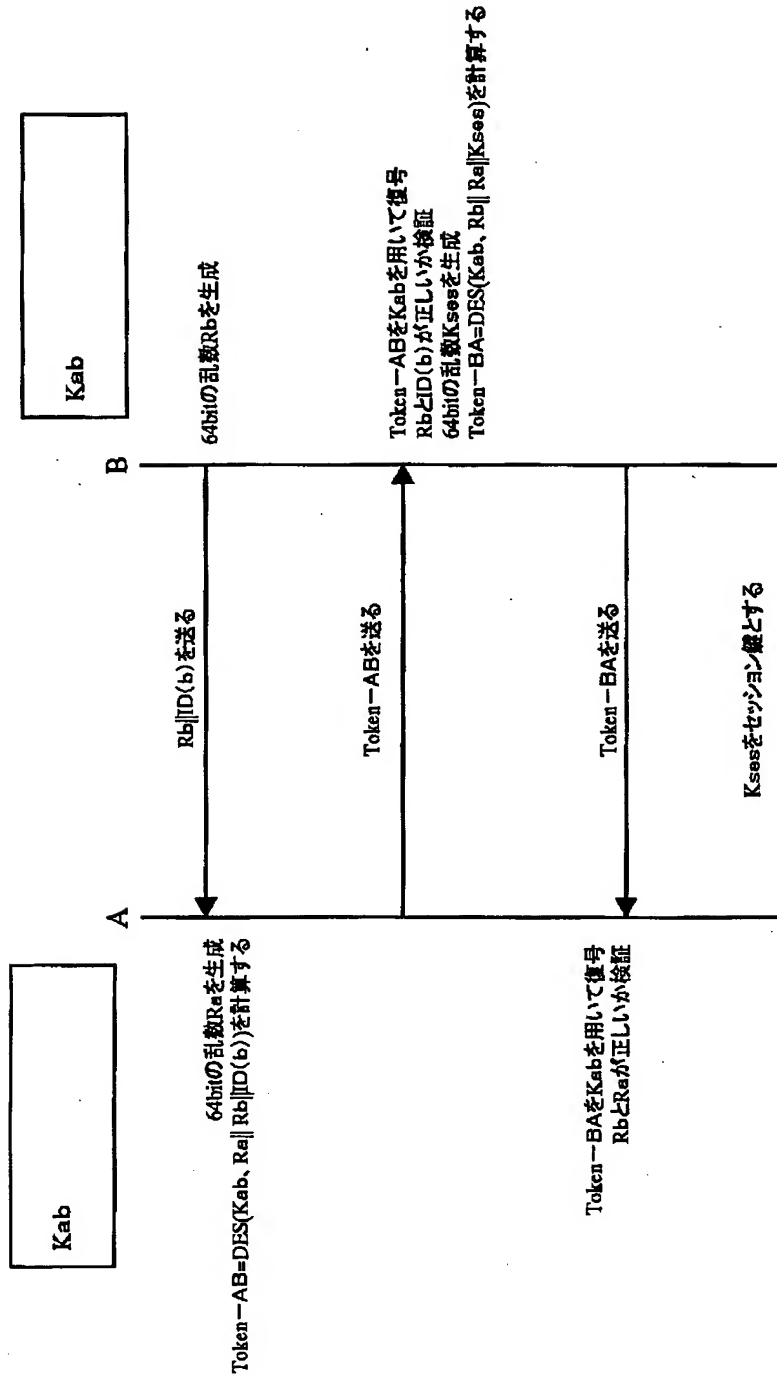 Kab
Kab
A
B
64bitの乱数Rbを生成
Rb||ID(b)を送る
64bitの乱数Raを生成
Token－AB=DES(Kab、Ra|| Rb||ID(b))を計算する
Token－ABを送る
Token－ABをKabを用いて復号
RbとID(b)が正しいか検証
64bitの乱数Ksesを生成
Token－BA=DES(Kab、Rb|| Ra||Kses)を計算する
Token－BAを送る
Token－BAをKabを用いて復号
RbとRaが正しいか検証
Ksesをセッション鍵とする